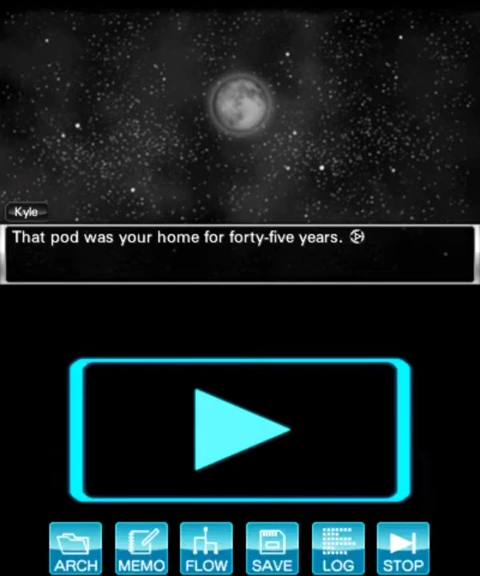 Kyle
That pod was your home for forty-five years.
ARCH MEMO FLOW SAVE LOG STOP